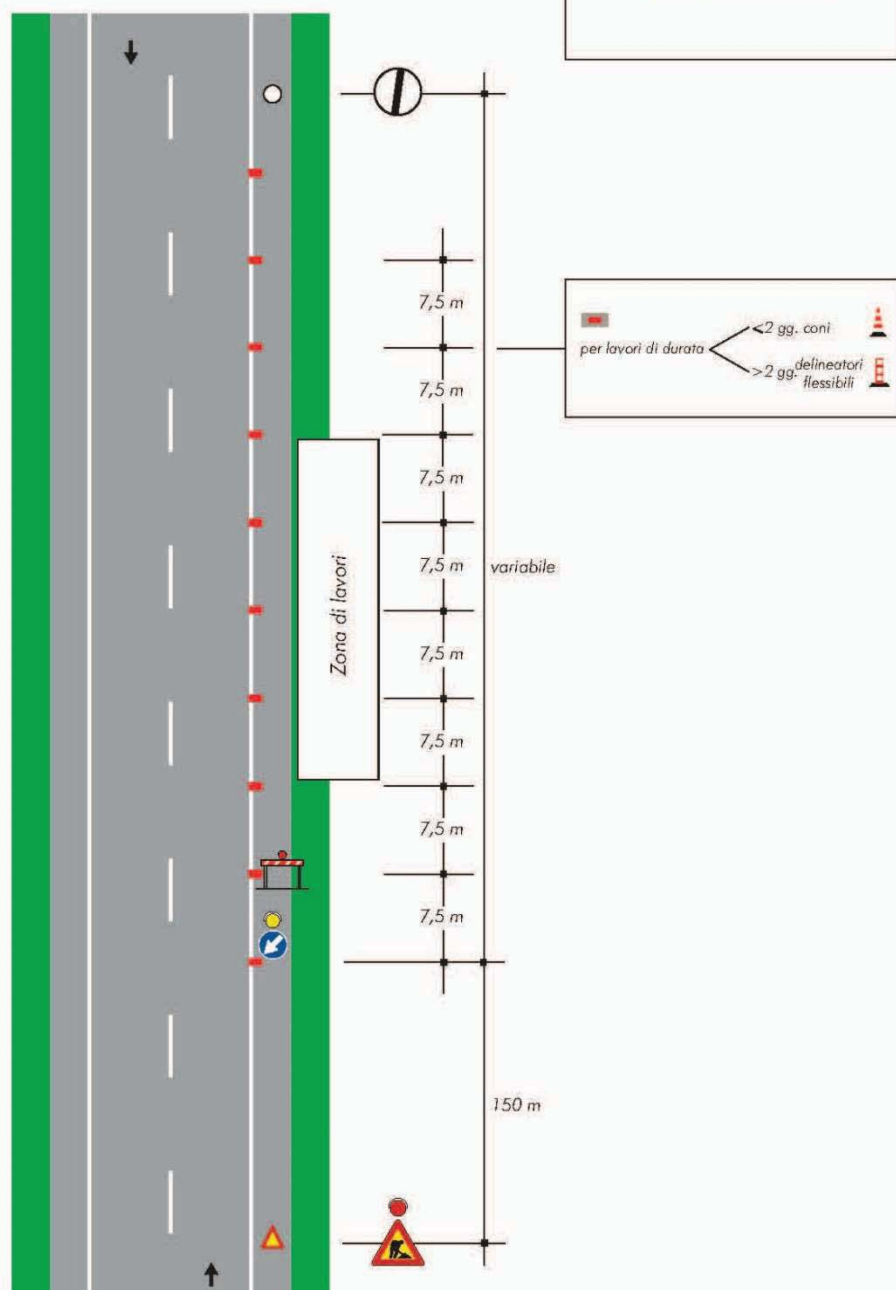 7,5 m
<2 gg. coni
per lavori di durata
>2 gg. delineatori
flessibili
7,5 m
7,5 m
7,5 m
variabile
Zona di lavori
7,5 m
7,5 m
7,5 m
7,5 m
150 m